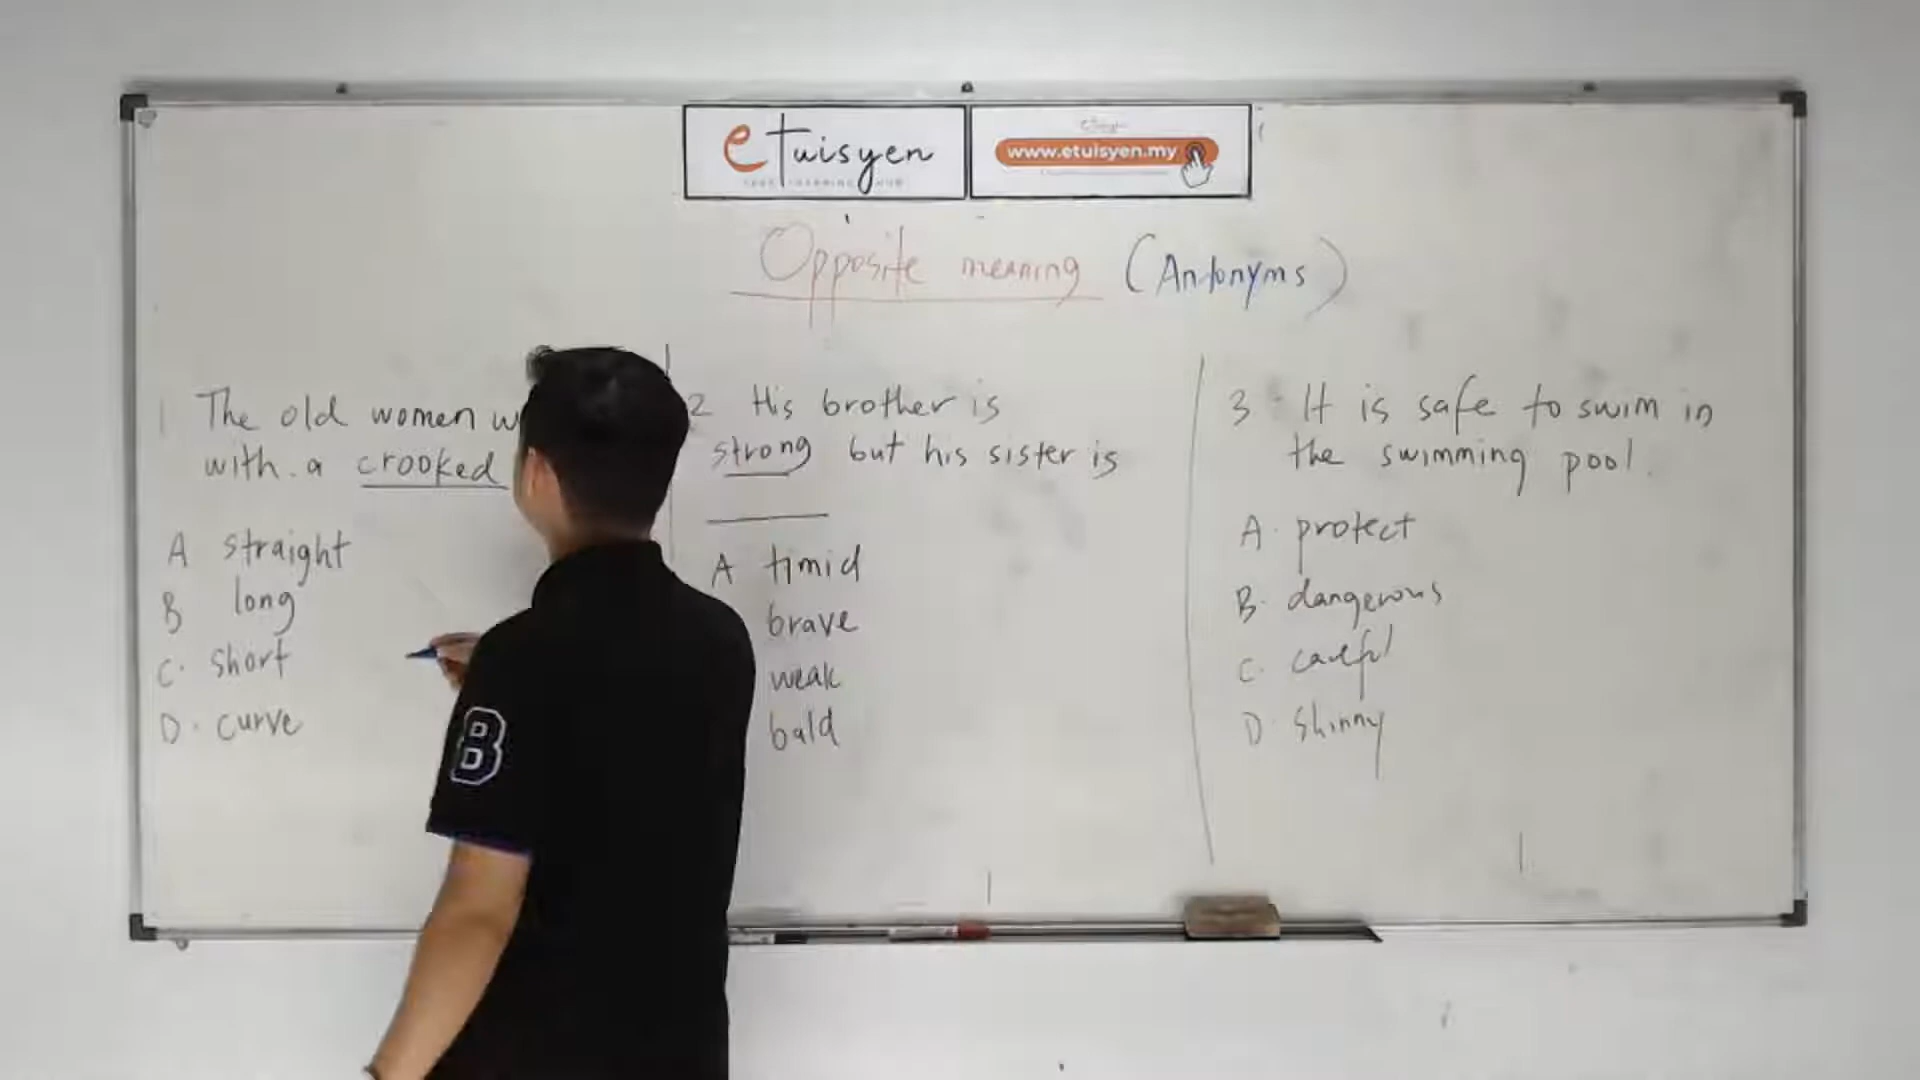 etuisyen
www.etuisyen.my
Opposite meaning (Antonyms)
1 The old women w
with a crooked
A straight
B long
C. short
D. curve
2 His brother is
strong but his sister is
A timid
brave
weak
bald
3 It is safe to swim in
the swimming pool.
A. protect
B. dangerous
C. careful
D. Shinny
B